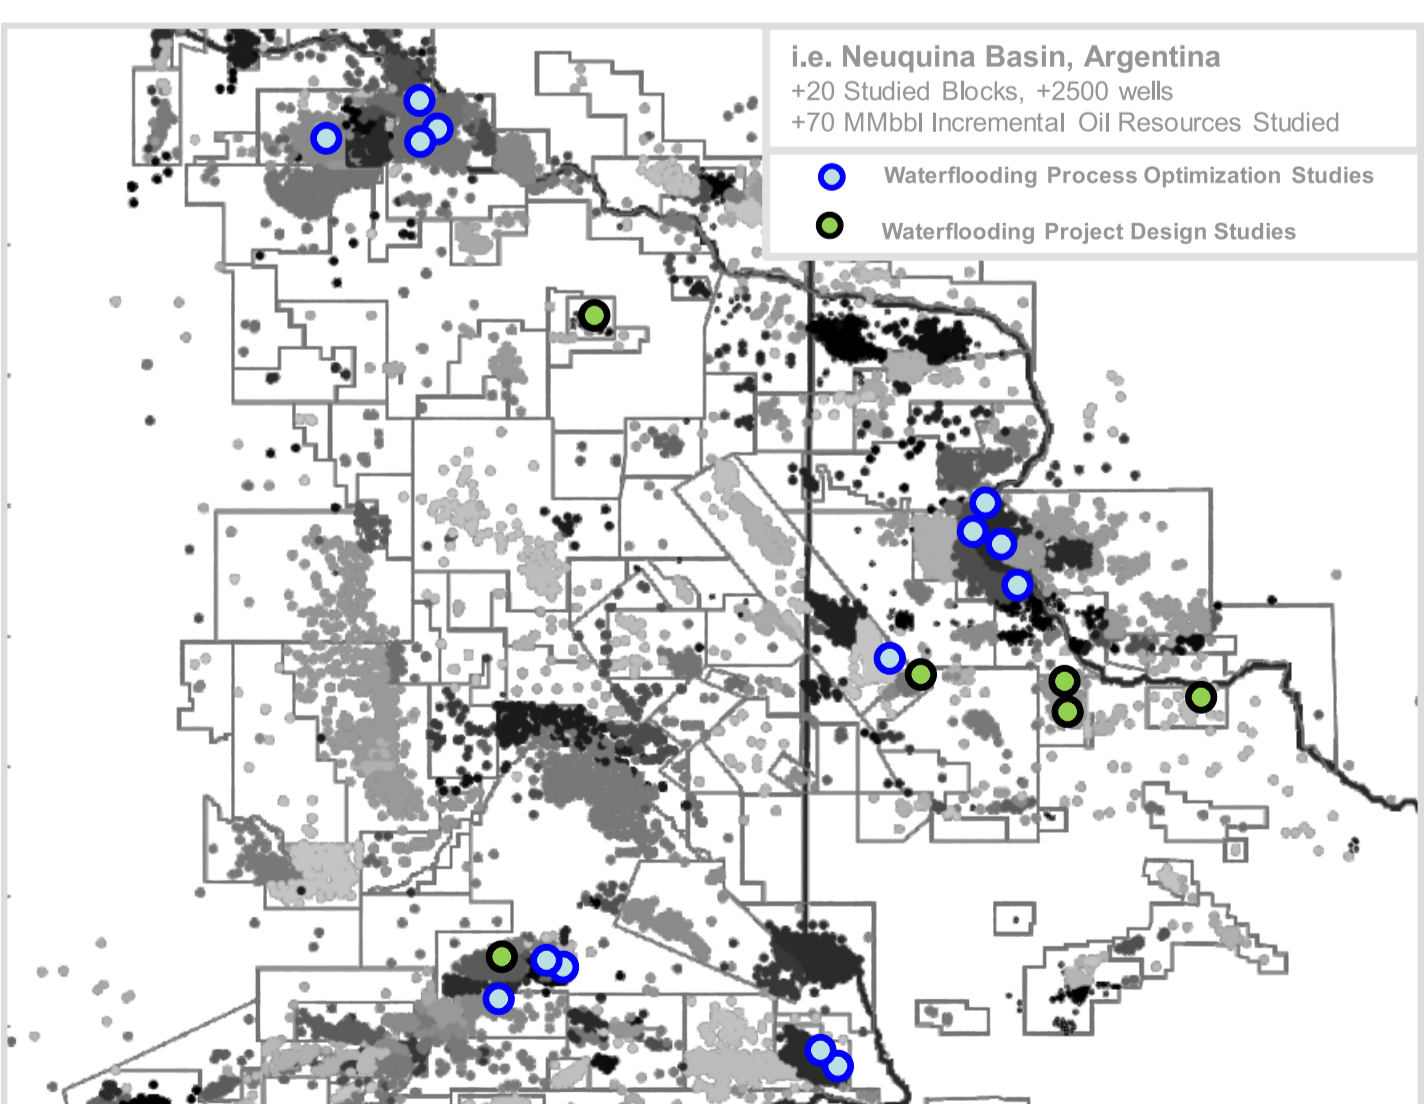 i.e. Neuquina Basin, Argentina
+20 Studied Blocks, +2500 wells
+70 MMbbl Incremental Oil Resources Studied
Waterflooding Process Optimization Studies
Waterflooding Project Design Studies